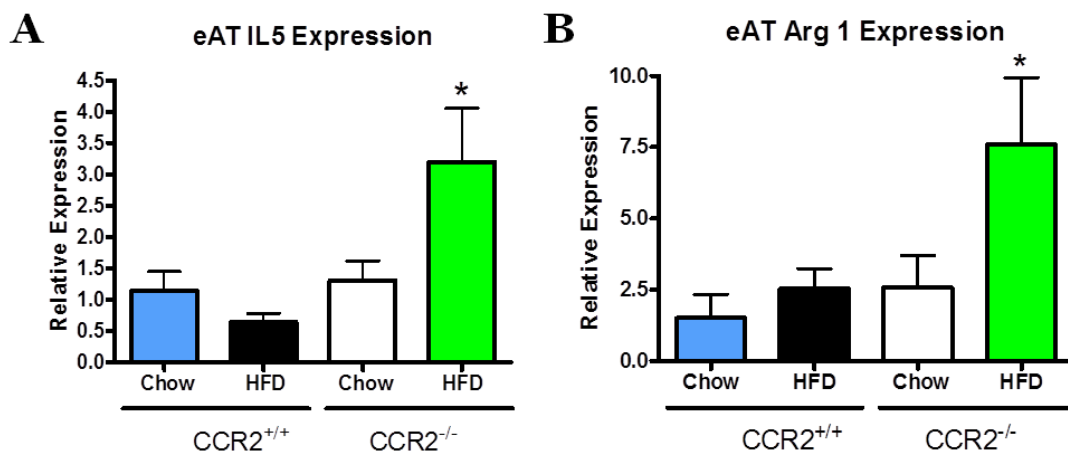 A
eAT IL5 Expression
Relative Expression
4.5
4.0
3.5
3.0
2.5
2.0
1.5
1.0
0.5
0.0
*
Chow HFD Chow HFD
CCR2+/+ CCR2-/-
B
eAT Arg 1 Expression
Relative Expression
10.0
7.5
5.0
2.5
0.0
*
Chow HFD Chow HFD
CCR2+/+ CCR2-/-